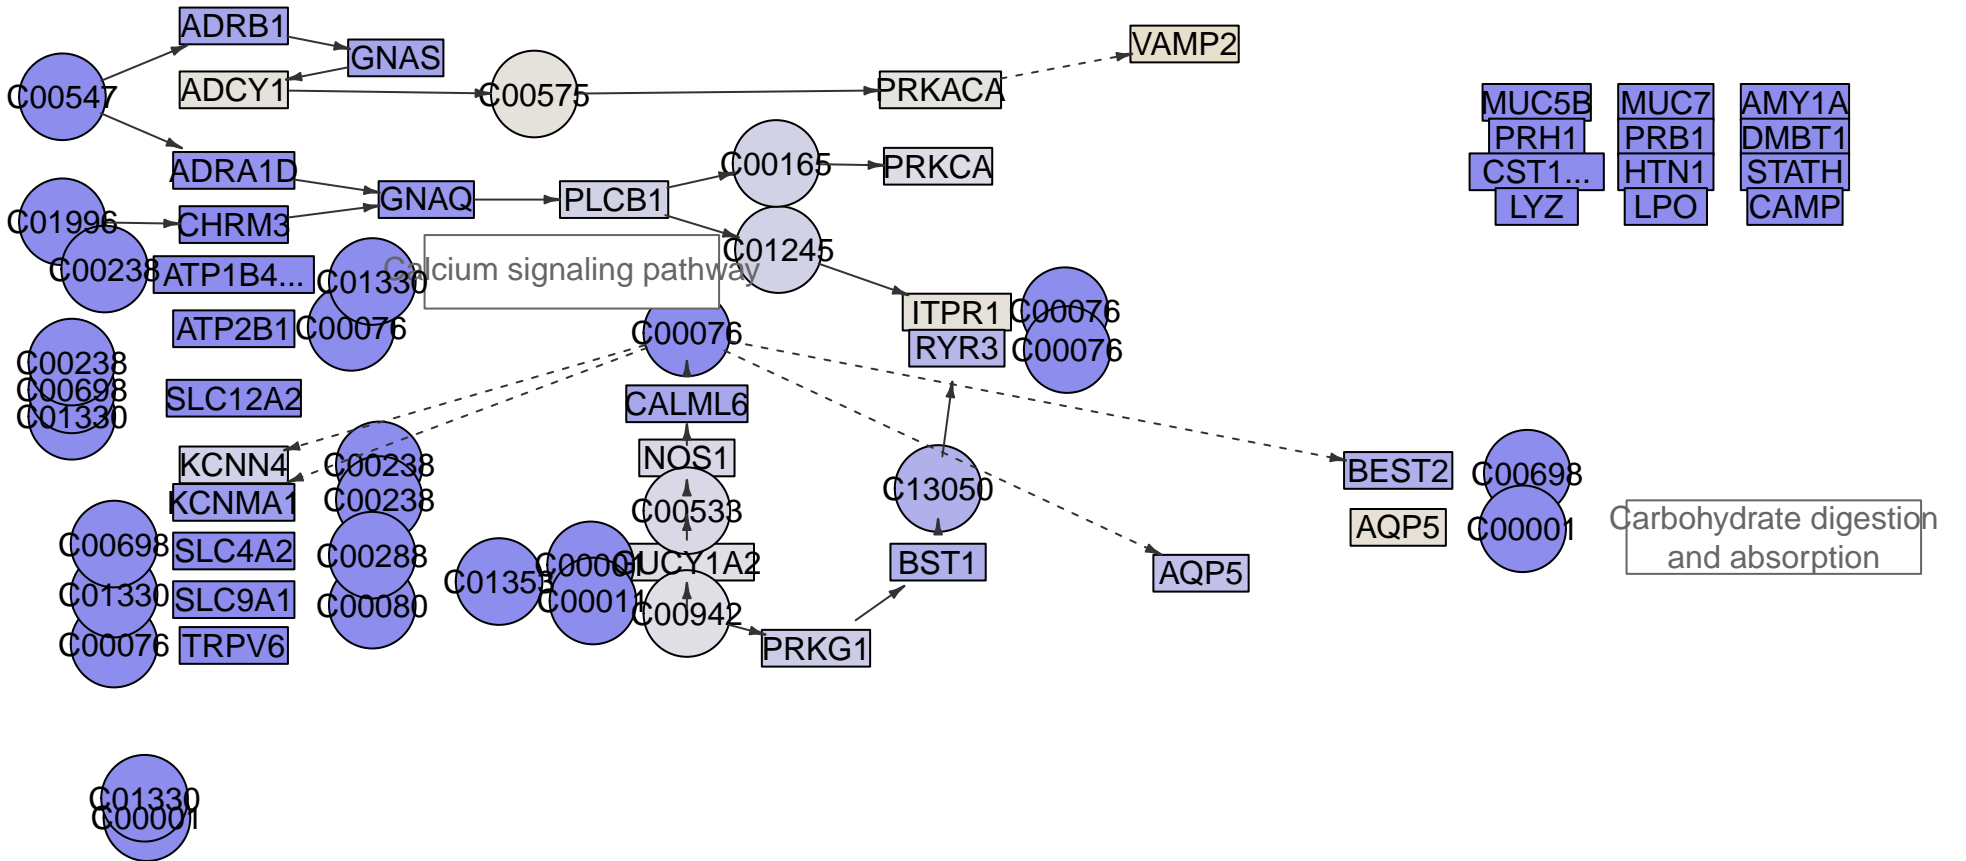 ADRB1
GNAS
VAMP2
C00547
ADCY1
C00575
PRKACA
MUC5B
MUC7
AMY1A
PRH1
PRB1
DMBT1
ADRA1D
C00165
PRKCA
CST1...
HTN1
STATH
GNAQ
PLCB1
LYZ
LPO
CAMP
C01996
CHRM3
C01245
C00238
ATP1B4...
C01330
Calcium signaling pathway
ATP2B1
C00076
C00076
ITPR1
C00076
RYR3
C00076
C00238
C00698
C01330
SLC12A2
CALML6
KCNN4
C00238
NOS1
KCNMA1
C00238
C00533
C13050
BEST2
C00698
AQP5
C00001
Carbohydrate digestion
and absorption
C00698
SLC4A2
C00288
C01353
C00001
GUCY1A2
BST1
AQP5
C01330
SLC9A1
C00080
C00011
C00942
C00076
TRPV6
PRKG1
C01330
C00001